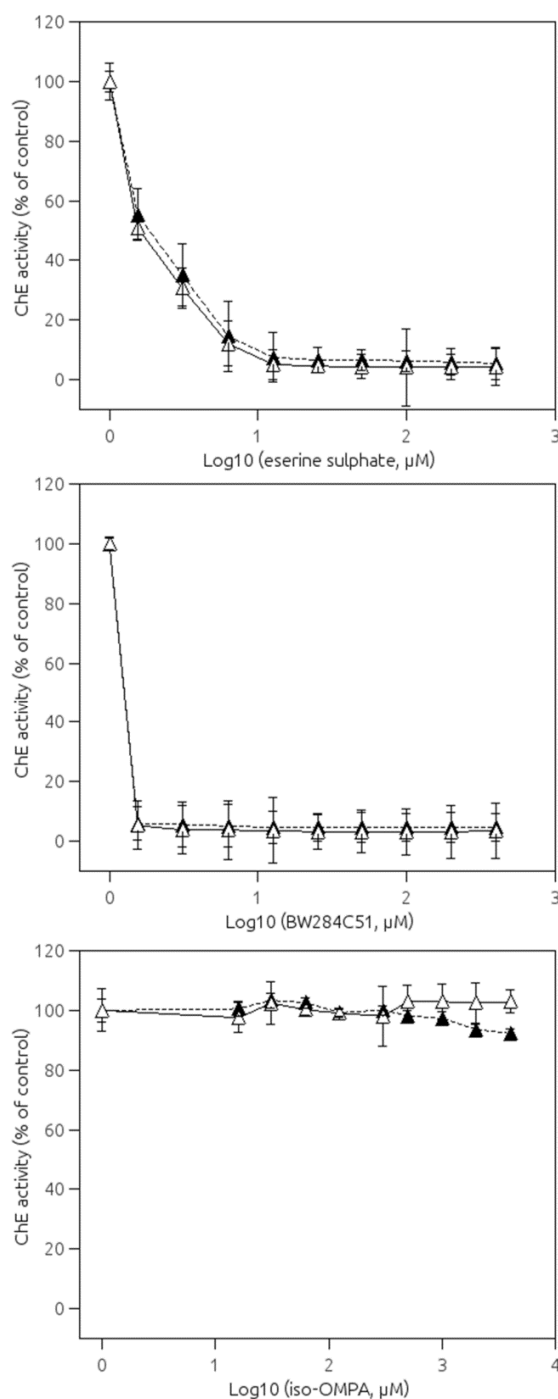 120
100
80
60
40
20
0
ChE activity (% of control)
0 1 2 3
Log10 (eserine sulphate, µM)
120
100
80
60
40
20
0
ChE activity (% of control)
0 1 2 3
Log10 (BW284C51, µM)
120
100
80
60
40
20
0
ChE activity (% of control)
0 1 2 3 4
Log10 (iso-OMPA, µM)